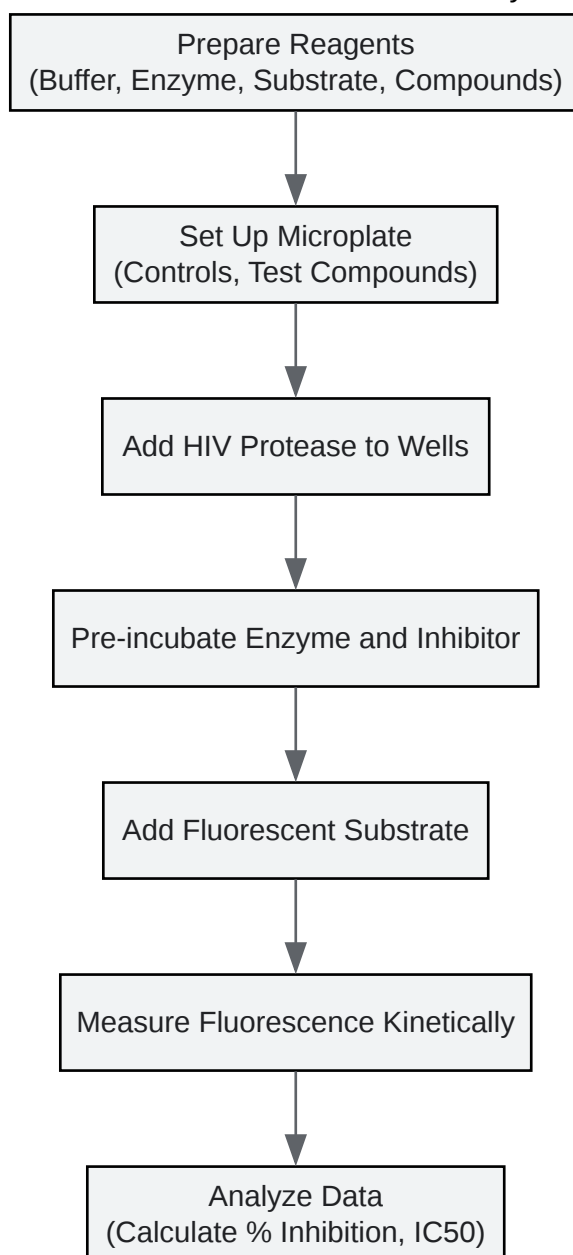 Prepare Reagents
(Buffer, Enzyme, Substrate, Compounds)
Set Up Microplate
(Controls, Test Compounds)
Add HIV Protease to Wells
Pre-incubate Enzyme and Inhibitor
Add Fluorescent Substrate
Measure Fluorescence Kinetically
Analyze Data
(Calculate % Inhibition, IC50)